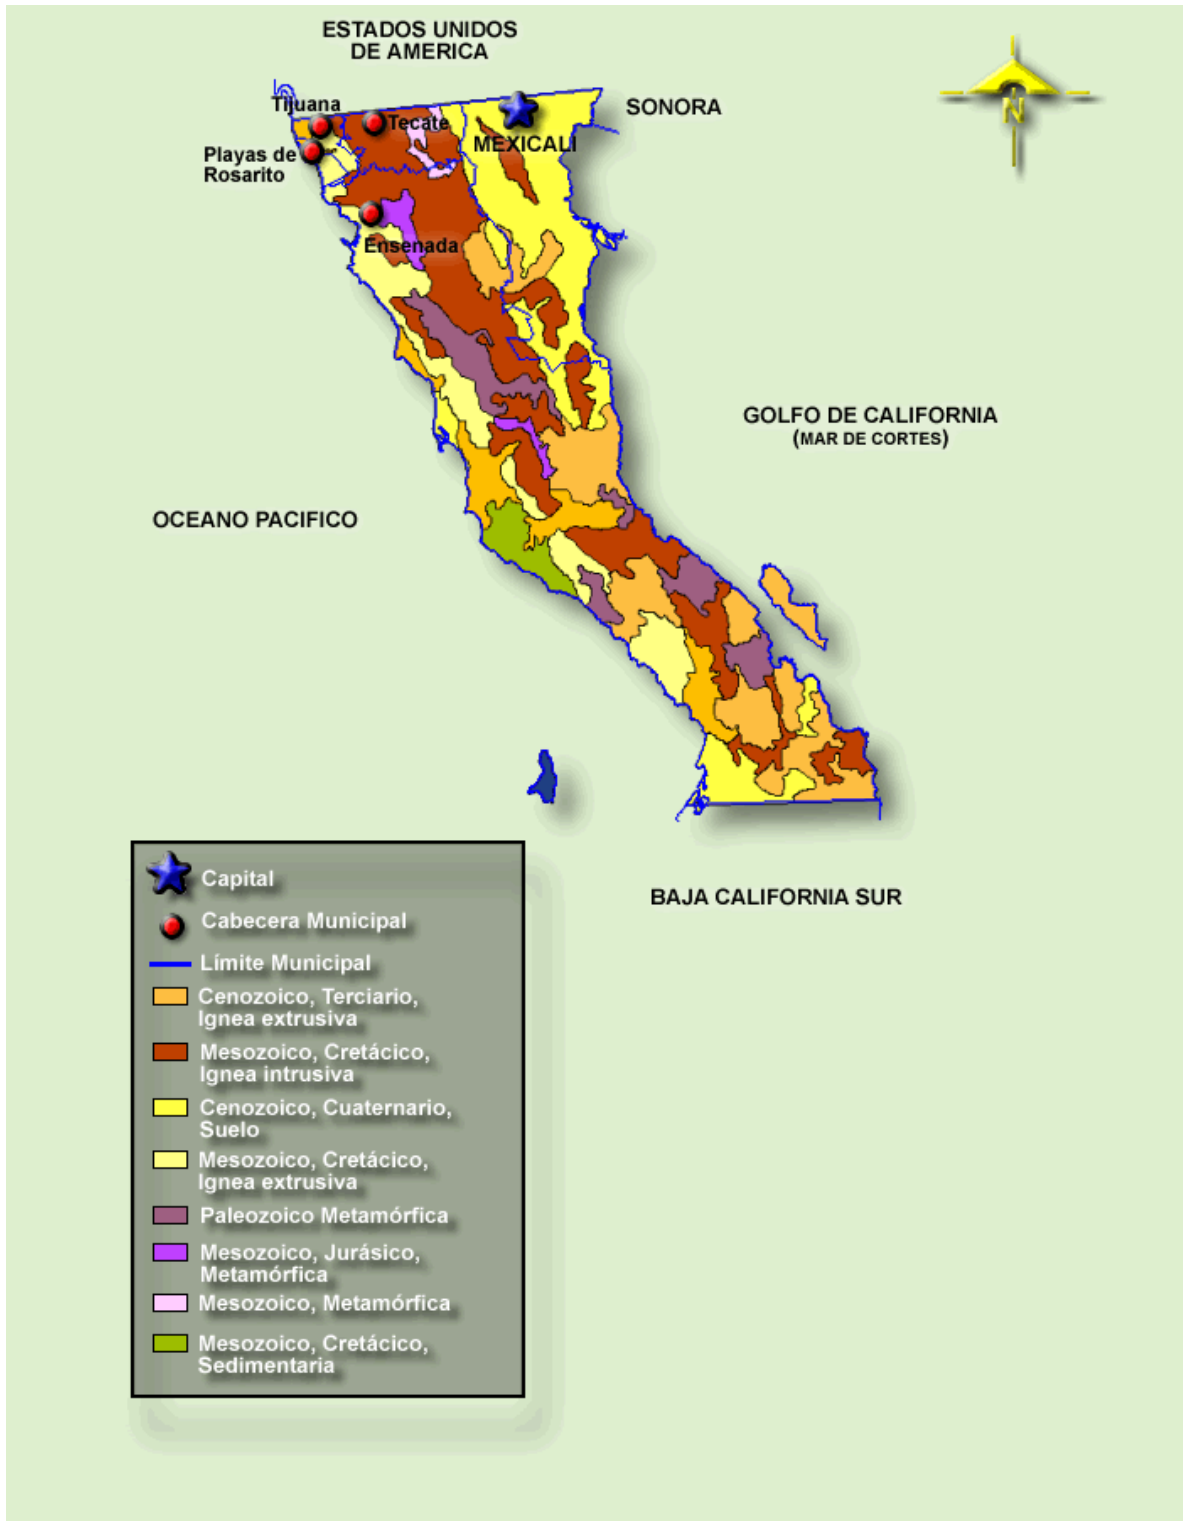 ESTADOS UNIDOS
DE AMERICA
SONORA
N
Tijuana
Tecate
MEXICALI
Playas de
Rosarito
Ensenada
GOLFO DE CALIFORNIA
(MAR DE CORTES)
OCEANO PACIFICO
BAJA CALIFORNIA SUR
Capital
Cabecera Municipal
Límite Municipal
Cenozoico, Terciario,
Ignea extrusiva
Mesozoico, Cretácico,
Ignea intrusiva
Cenozoico, Cuaternario,
Suelo
Mesozoico, Cretácico,
Ignea extrusiva
Paleozoico Metamórfica
Mesozoico, Jurásico,
Metamórfica
Mesozoico, Metamórfica
Mesozoico, Cretácico,
Sedimentaria